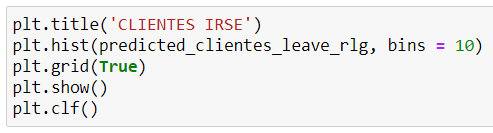 plt.title('CLIENTES IRSE')
plt.hist(predicted_clientes_leave_rlg, bins = 10)
plt.grid(True)
plt.show()
plt.clf()